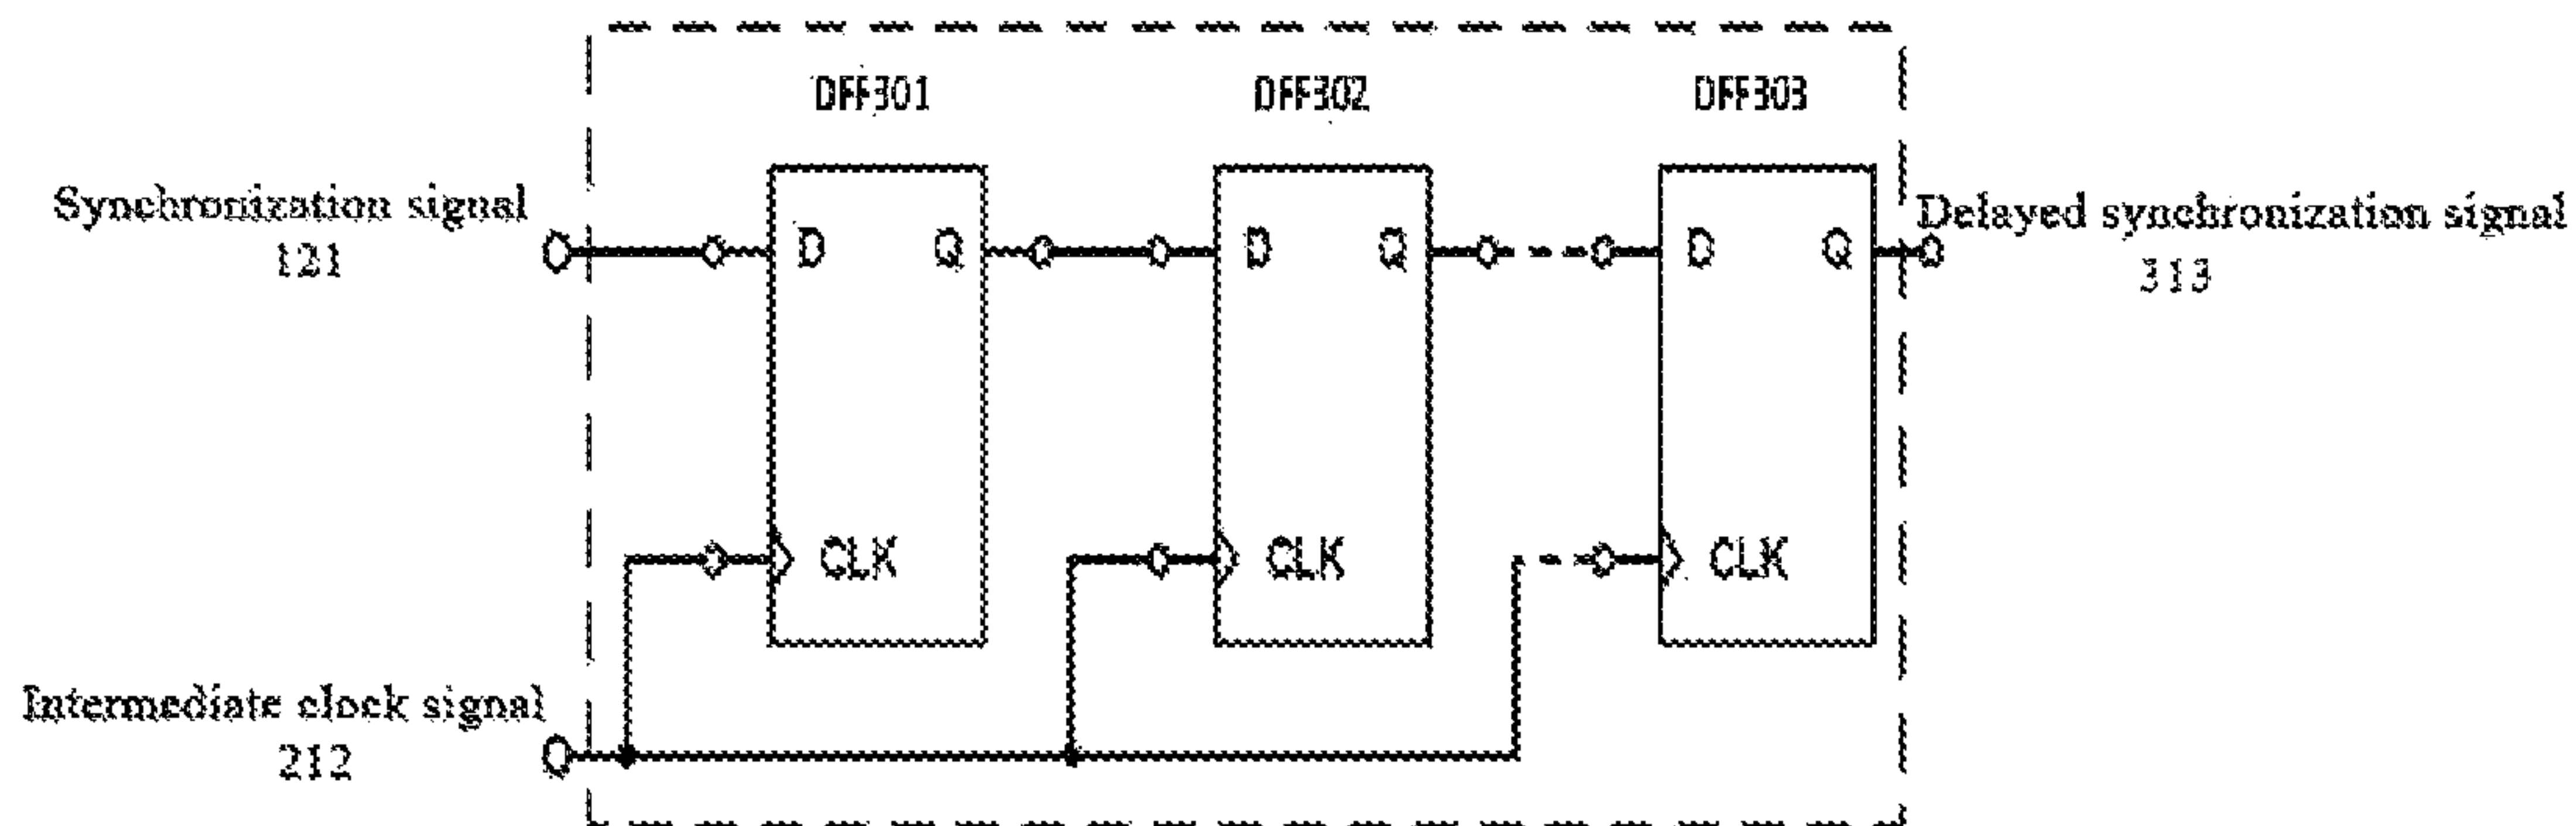 DFF301 DFF302 DFF303
Synchronization signal
121
Delayed synchronization signal
313
D Q D Q D Q
CLK CLK CLK
Intermediate clock signal
212